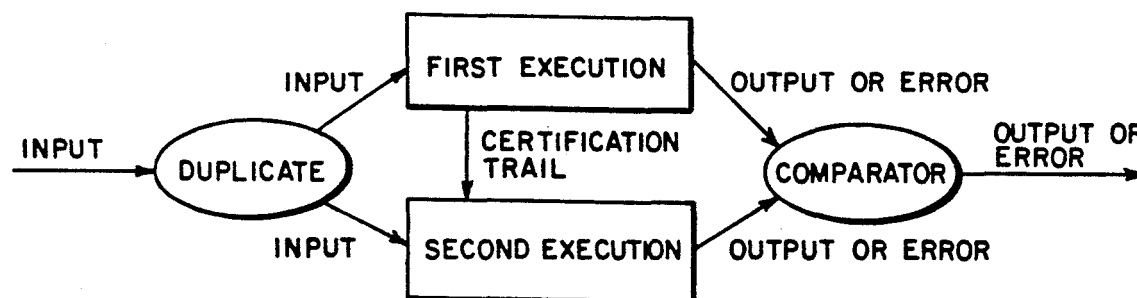 FIRST EXECUTION
INPUT
OUTPUT OR ERROR
INPUT
DUPLICATE
CERTIFICATION
TRAIL
COMPARATOR
OUTPUT OR
ERROR
INPUT
SECOND EXECUTION
OUTPUT OR ERROR